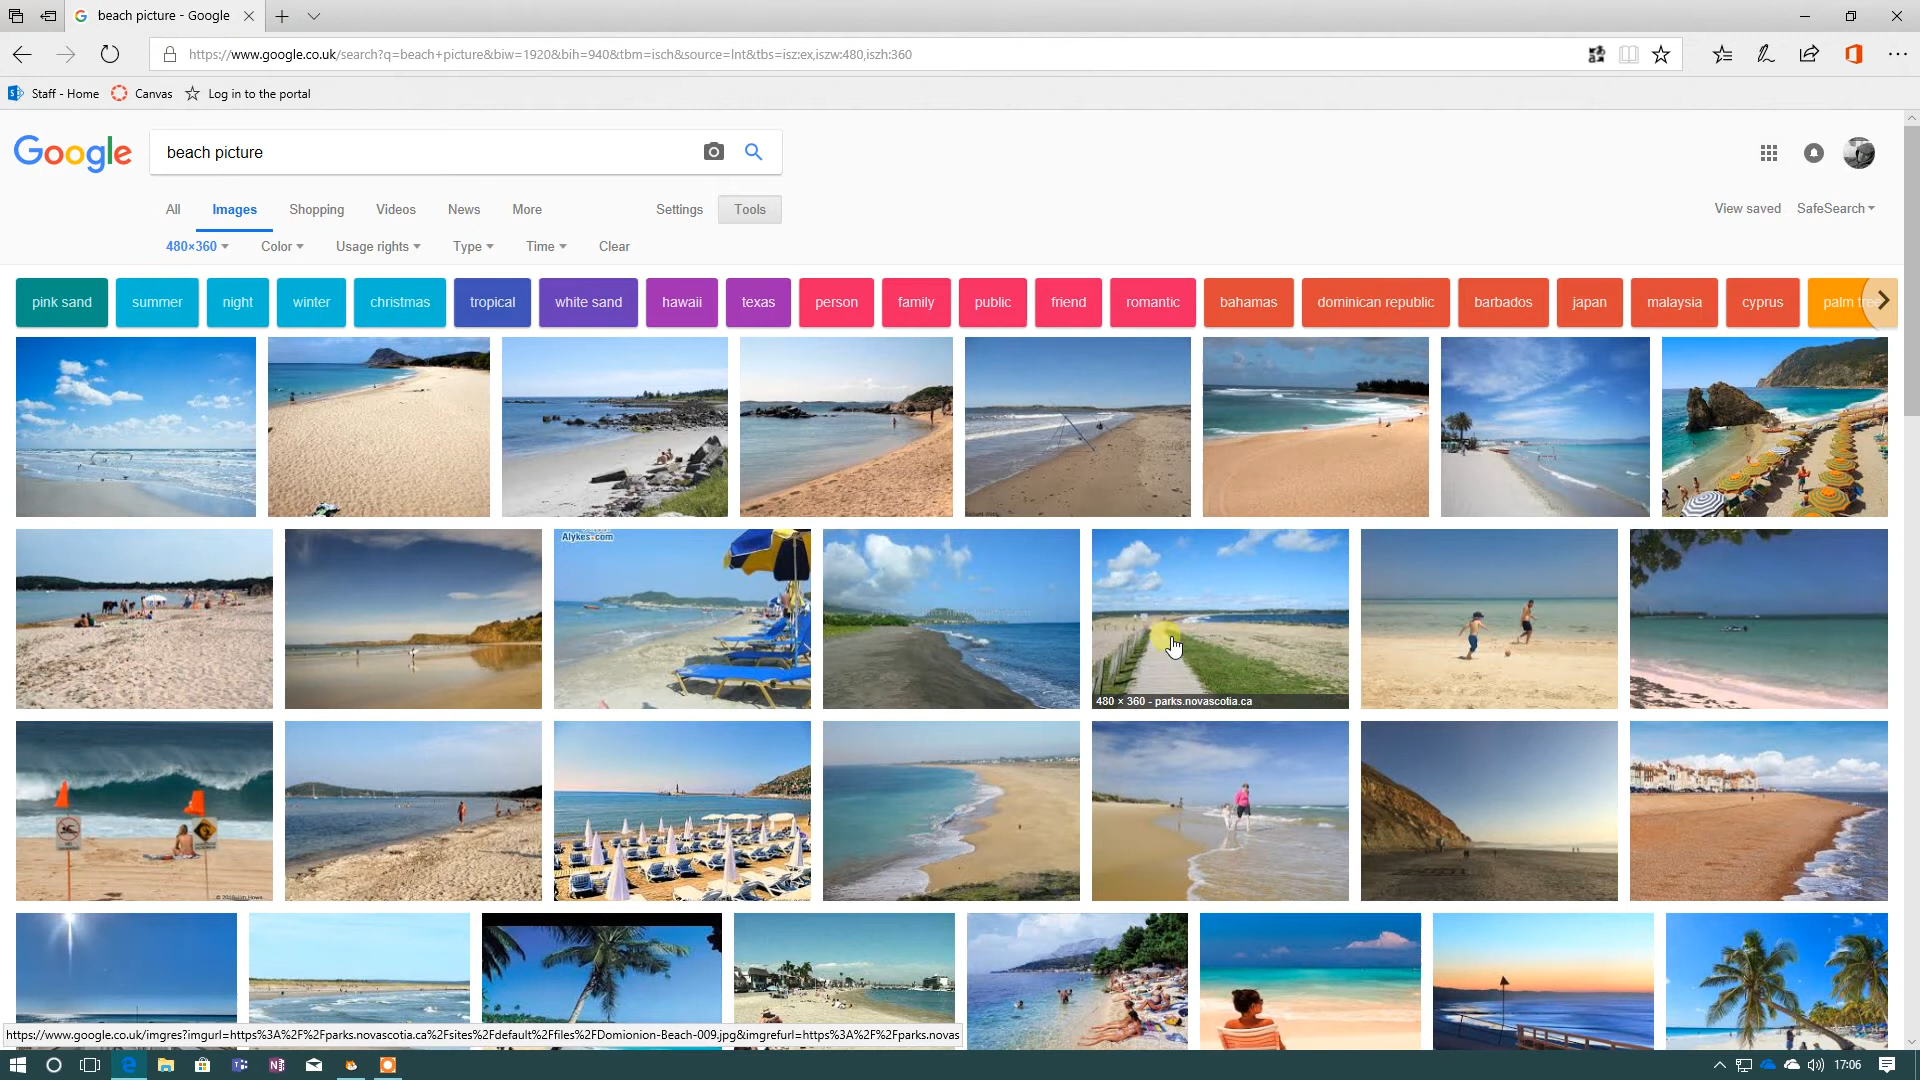 beach picture - Google
https://www.google.co.uk/search?q=beach+picture&biw=1920&bih=940&tbm=isch&source=lnt&tbs=isz:ex,iszw:480,iszh:360
Staff - Home Canvas Log in to the portal
Google beach picture
All Images Shopping Videos News More Settings Tools View saved SafeSearch
480×360 Color Usage rights Type Time Clear
pink sand summer night winter christmas tropical white sand hawaii texas person family public friend romantic bahamas dominican republic barbados japan malaysia cyprus palm
Alykes.com
480 × 360 - parks.novascotia.ca
https://www.google.co.uk/imgres?imgurl=https%3A%2F%2Fparks.novascotia.ca%2Fsites%2Fdefault%2Ffiles%2FDomionion-Beach-009.jpg&imgrefurl=https%3A%2F%2Fparks.novas
17:06